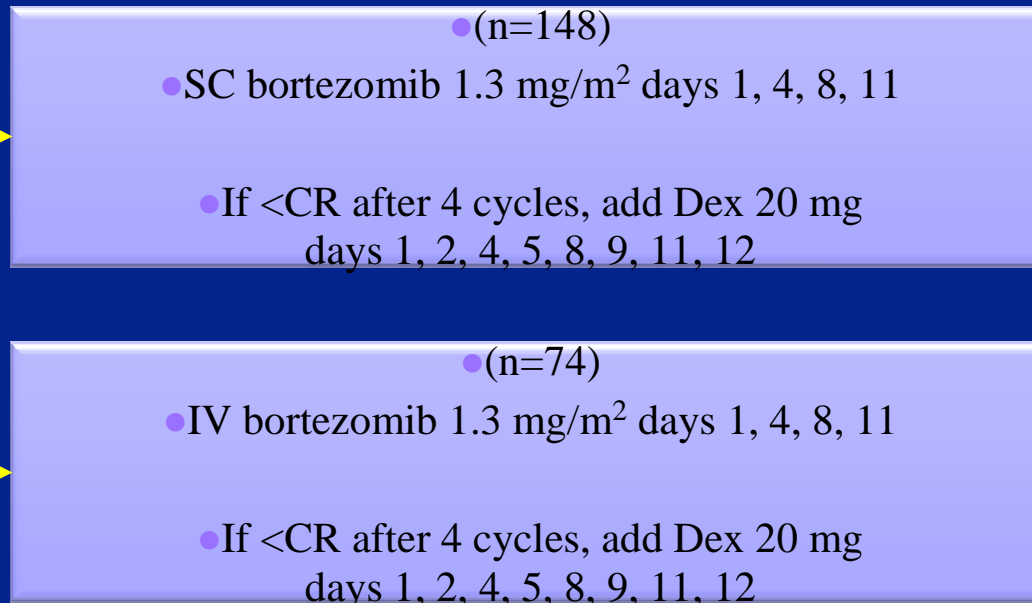 ●(n=148)
●SC bortezomib 1.3 mg/m² days 1, 4, 8, 11
●If <CR after 4 cycles, add Dex 20 mg
days 1, 2, 4, 5, 8, 9, 11, 12
●(n=74)
●IV bortezomib 1.3 mg/m² days 1, 4, 8, 11
●If <CR after 4 cycles, add Dex 20 mg
days 1, 2, 4, 5, 8, 9, 11, 12